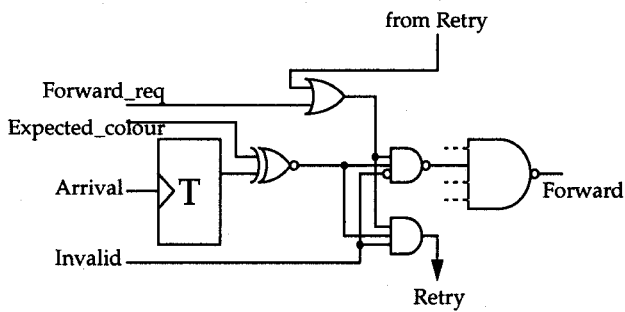 from Retry
Forward_req
Expected_colour
Arrival
T
Forward
Invalid
Retry